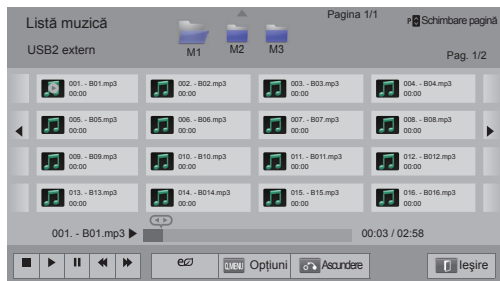 Listă muzică
Pagina 1/1
P Schimbare pagină
USB2 extern
M1 M2 M3
Pag. 1/2
001. - B01.mp3
00:00
002. - B02.mp3
00:00
003. - B03.mp3
00:00
004. - B04.mp3
00:00
005. - B05.mp3
00:00
006. - B06.mp3
00:00
007. - B07.mp3
00:00
008. - B08.mp3
00:00
009. - B09.mp3
00:00
010. - B10.mp3
00:00
011. - B011.mp3
00:00
012. - B012.mp3
00:00
013. - B13.mp3
00:00
014. - B014.mp3
00:00
015. - B15.mp3
00:00
016. - B016.mp3
00:00
001. - B01.mp3
00:03 / 02:58
Q.MENU Opțiuni Ascundere Ieșire